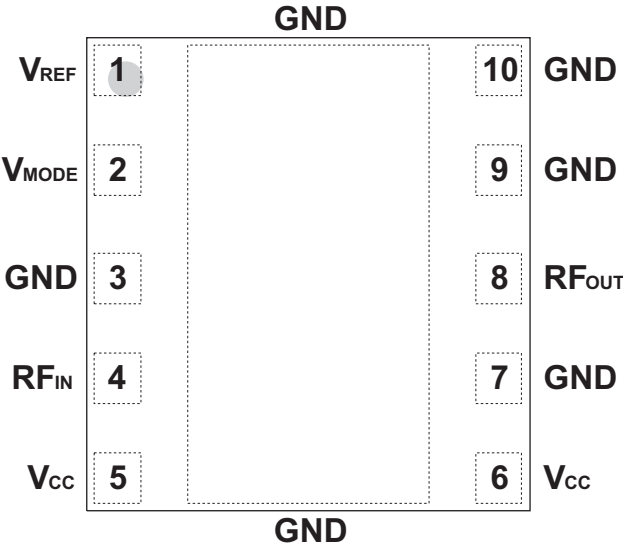 GND
VREF 1 10 GND
VMODE 2 9 GND
GND 3 8 RFOUT
RFIN 4 7 GND
VCC 5 6 VCC
GND